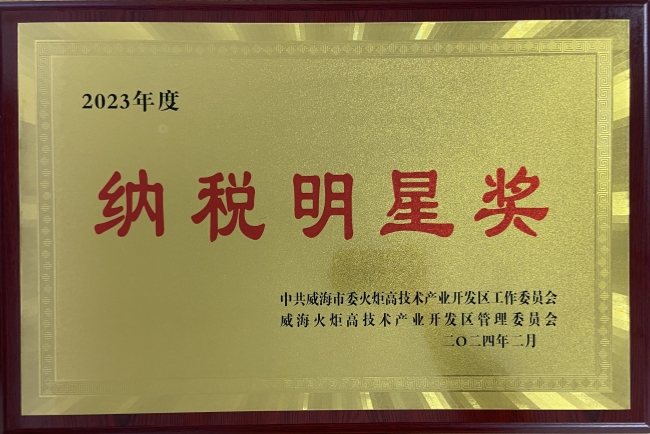 2023年度
纳税明星奖
中共威海市委火炬高技术产业开发区工作委员会
威海火炬高技术产业开发区管理委员会
二〇二四年二月